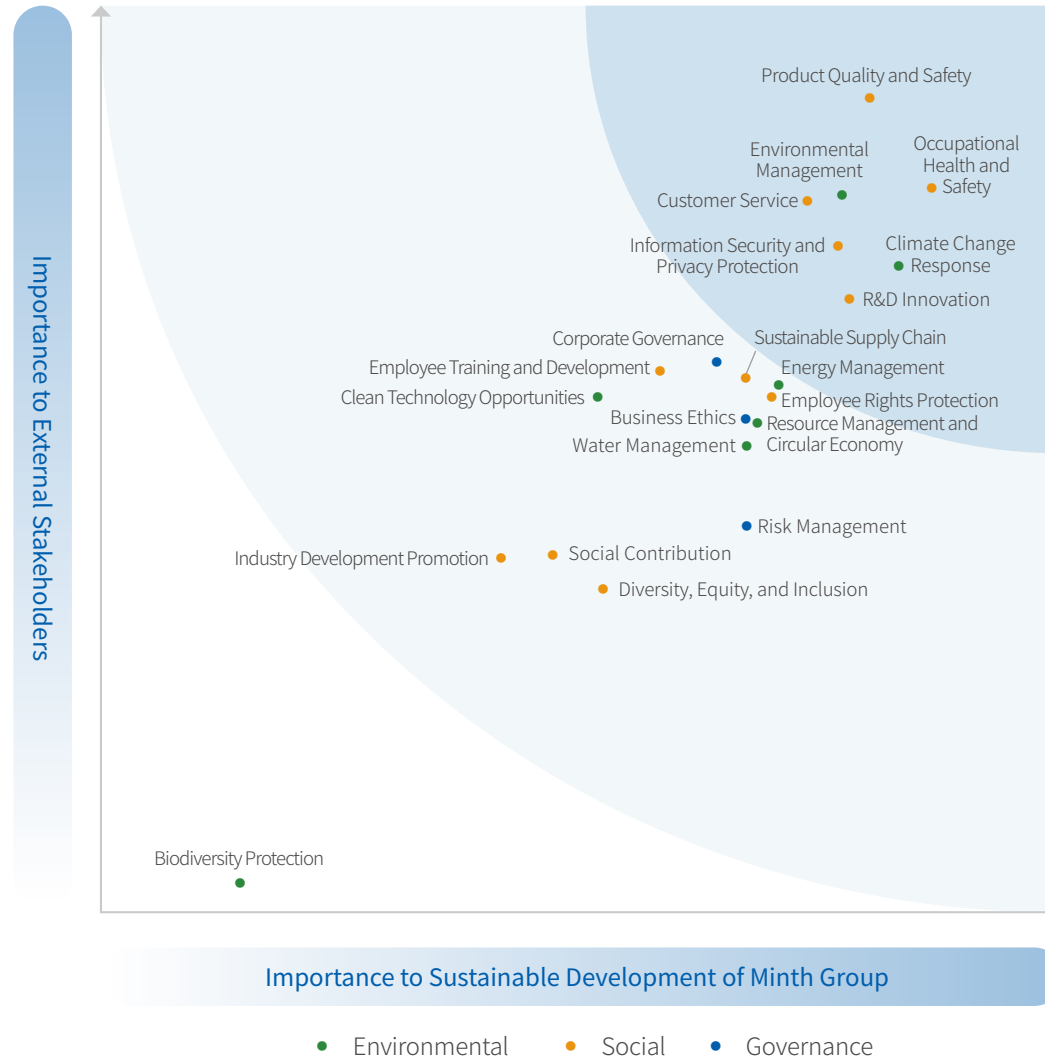 Importance to External Stakeholders
Product Quality and Safety
Environmental
Management
Occupational
Health and
Safety
Customer Service
Information Security and
Privacy Protection
Climate Change
Response
R&D Innovation
Corporate Governance
Sustainable Supply Chain
Employee Training and Development
Energy Management
Clean Technology Opportunities
Employee Rights Protection
Business Ethics
Resource Management and
Circular Economy
Water Management
Risk Management
Industry Development Promotion
Social Contribution
Diversity, Equity, and Inclusion
Biodiversity Protection
Importance to Sustainable Development of Minth Group
Environmental
Social
Governance